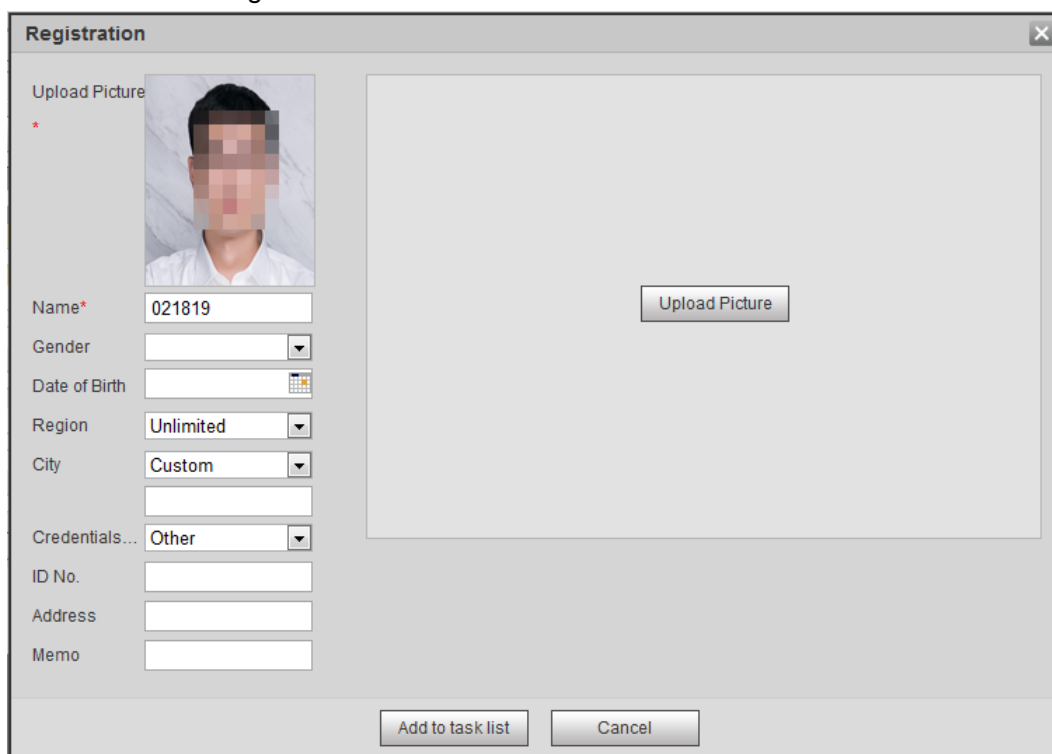 Registration
Upload Picture
*
Name* 021819
Gender
Date of Birth
Region Unlimited
City Custom
Credentials... Other
ID No.
Address
Memo
Upload Picture
Add to task list Cancel